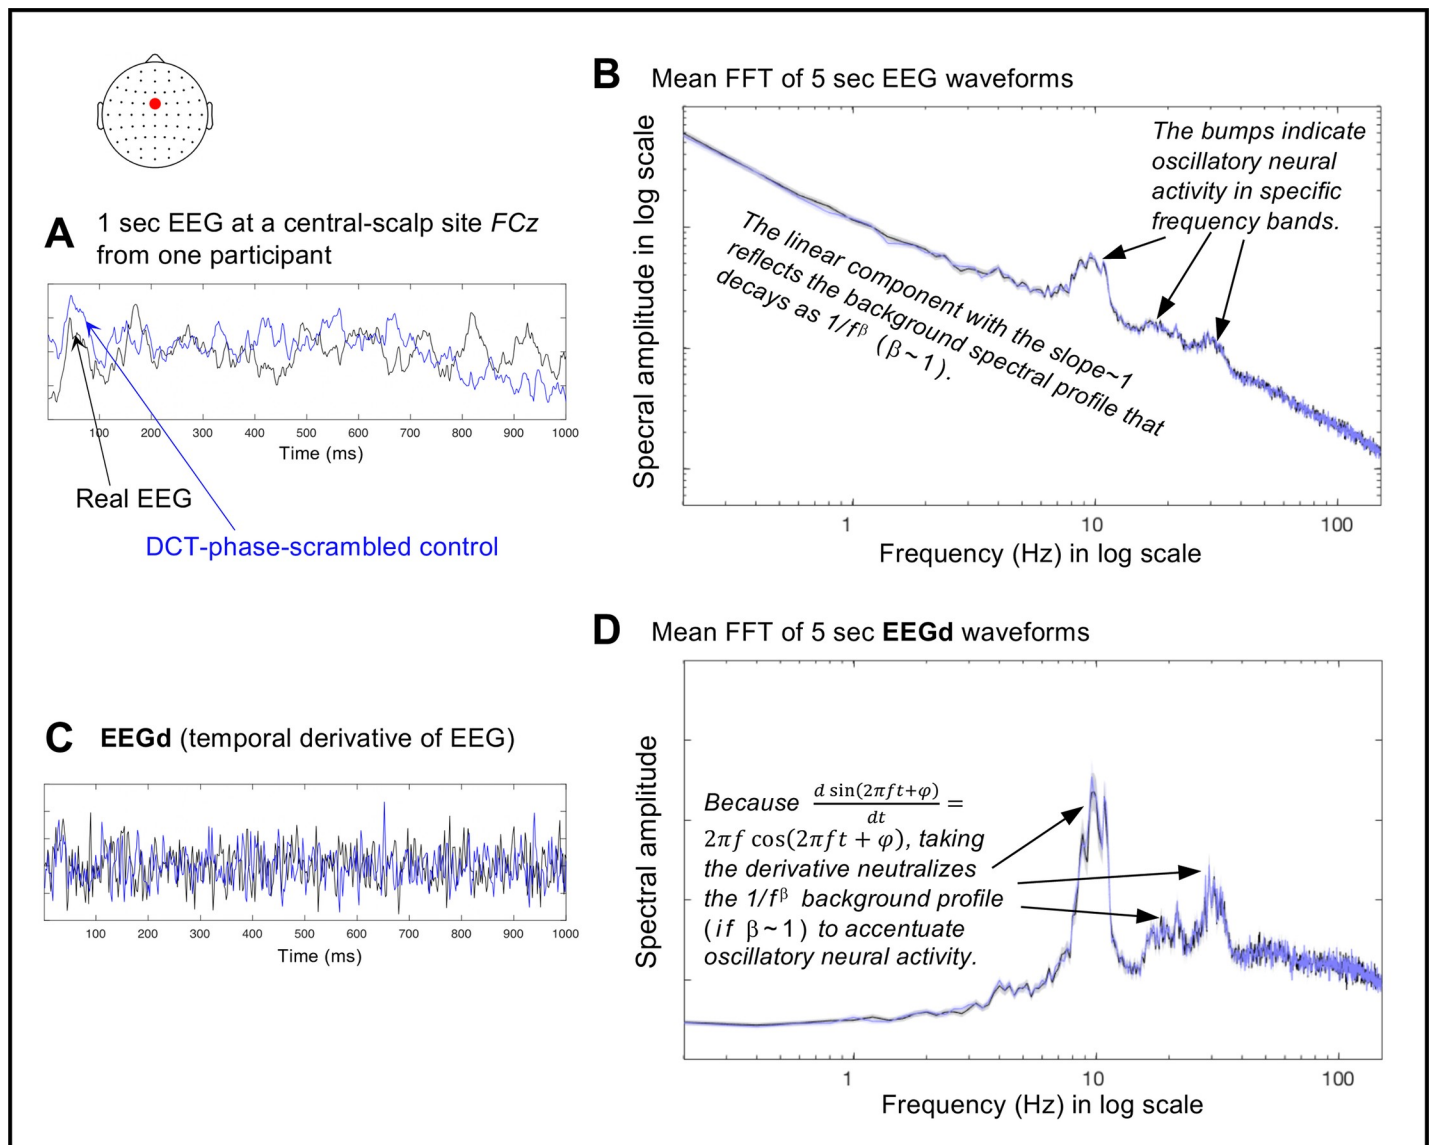 A
1 sec EEG at a central-scalp site FCz
from one participant
100 200 300 400 500 600 700 800 900 1000
Time (ms)
Real EEG
DCT-phase-scrambled control
B
Mean FFT of 5 sec EEG waveforms
Specral amplitude in log scale
The bumps indicate
oscillatory neural
activity in specific
frequency bands.
The linear component with the slope~1
reflects the background spectral profile that
decays as 1/fᵝ (β~1).
1 10 100
Frequency (Hz) in log scale
C
EEGd (temporal derivative of EEG)
100 200 300 400 500 600 700 800 900 1000
Time (ms)
D
Mean FFT of 5 sec EEGd waveforms
Spectral amplitude
Because d sin(2πft+φ)/dt =
2πf cos(2πft + φ), taking
the derivative neutralizes
the 1/fᵝ background profile
(if β~1) to accentuate
oscillatory neural activity.
1 10 100
Frequency (Hz) in log scale